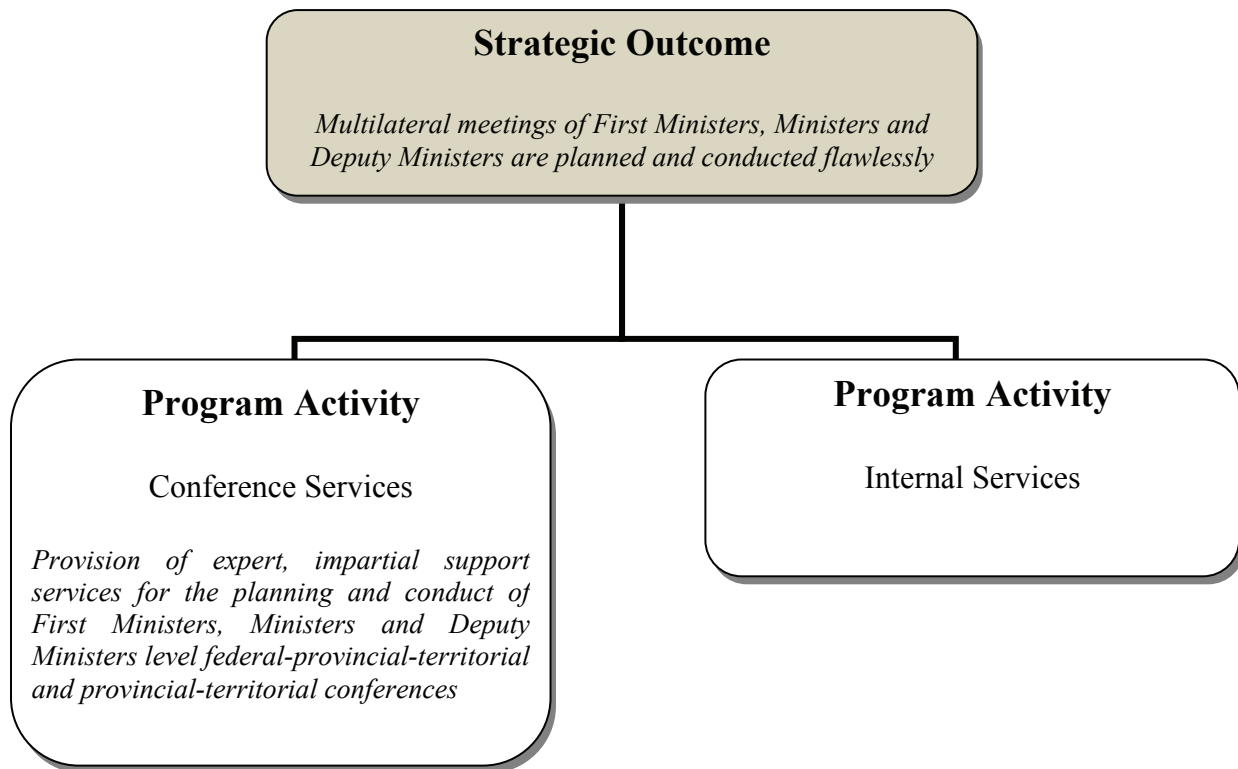 Strategic Outcome
Multilateral meetings of First Ministers, Ministers and
Deputy Ministers are planned and conducted flawlessly
Program Activity
Conference Services
Provision of expert, impartial support
services for the planning and conduct of
First Ministers, Ministers and Deputy
Ministers level federal-provincial-territorial
and provincial-territorial conferences
Program Activity
Internal Services